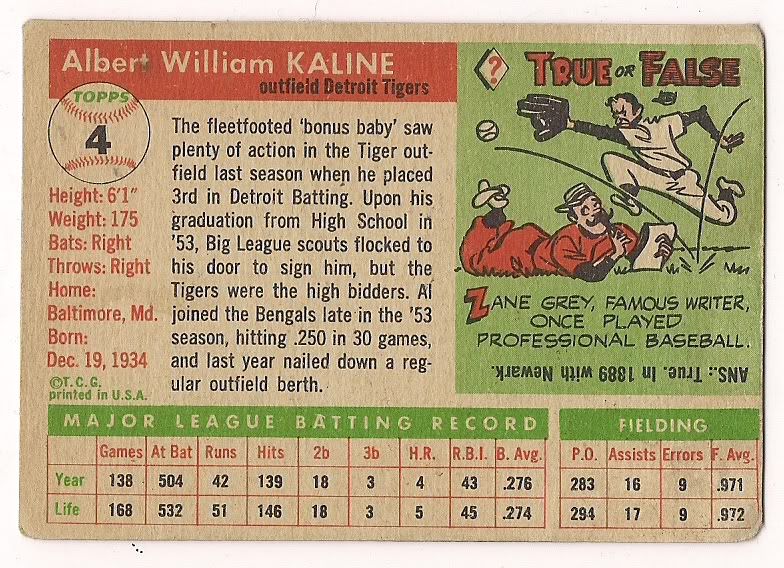 Albert William KALINE
outfield Detroit Tigers
TOPPS
4
Height: 6'1"
Weight: 175
Bats: Right
Throws: Right
Home:
Baltimore, Md.
Born:
Dec. 19, 1934
©T.C.G.
printed in U.S.A.
The fleetfooted 'bonus baby' saw
plenty of action in the Tiger out-
field last season when he placed
3rd in Detroit Batting. Upon his
graduation from High School in
'53, Big League scouts flocked to
his door to sign him, but the
Tigers were the high bidders. Al
joined the Bengals late in the '53
season, hitting .250 in 30 games,
and last year nailed down a reg-
ular outfield berth.
? TRUE OR FALSE
ZANE GREY, FAMOUS WRITER,
ONCE PLAYED
PROFESSIONAL BASEBALL.
ANS.: True. In 1889 with Newark.
MAJOR LEAGUE BATTING RECORD FIELDING
Games At Bat Runs Hits 2b 3b H.R. R.B.I. B. Avg. P.O. Assists Errors F. Avg.
Year 138 504 42 139 18 3 4 43 .276 283 16 9 .971
Life 168 532 51 146 18 3 5 45 .274 294 17 9 .972